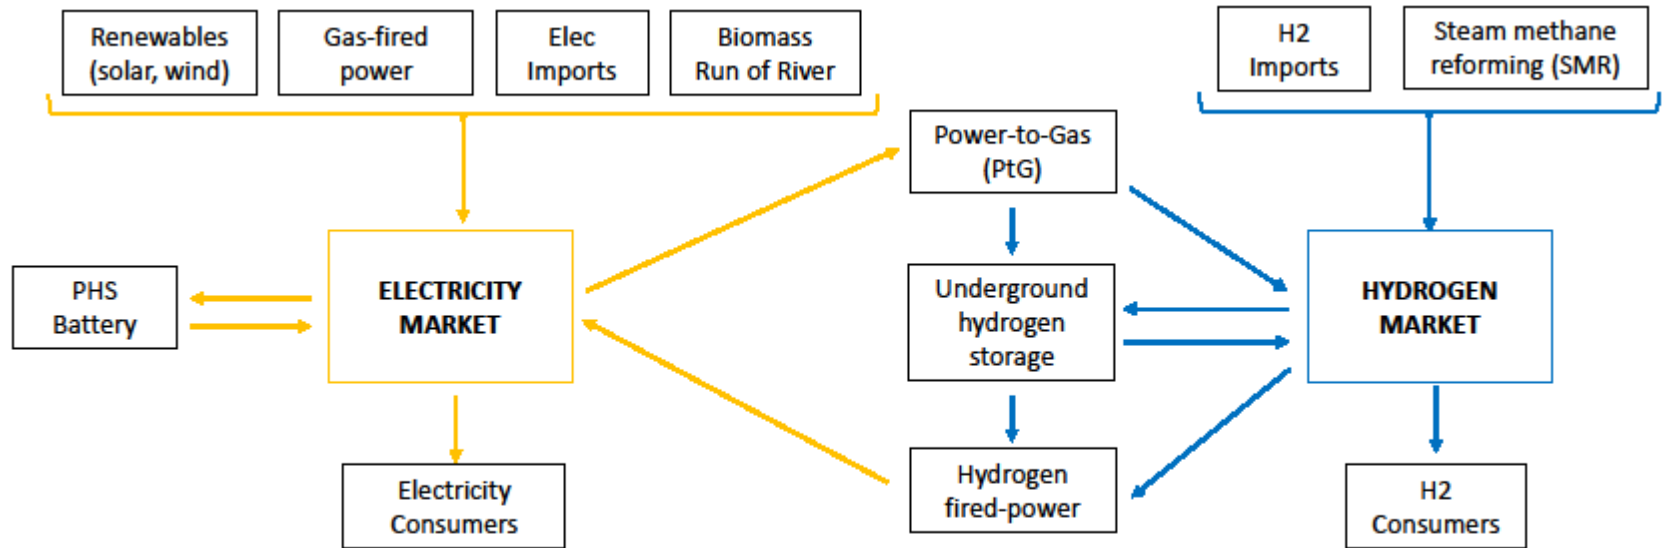 Renewables
(solar, wind)
Gas-fired
power
Elec
Imports
Biomass
Run of River
H2
Imports
Steam methane
reforming (SMR)
Power-to-Gas
(PtG)
PHS
Battery
ELECTRICITY
MARKET
Underground
hydrogen
storage
HYDROGEN
MARKET
Electricity
Consumers
Hydrogen
fired-power
H2
Consumers